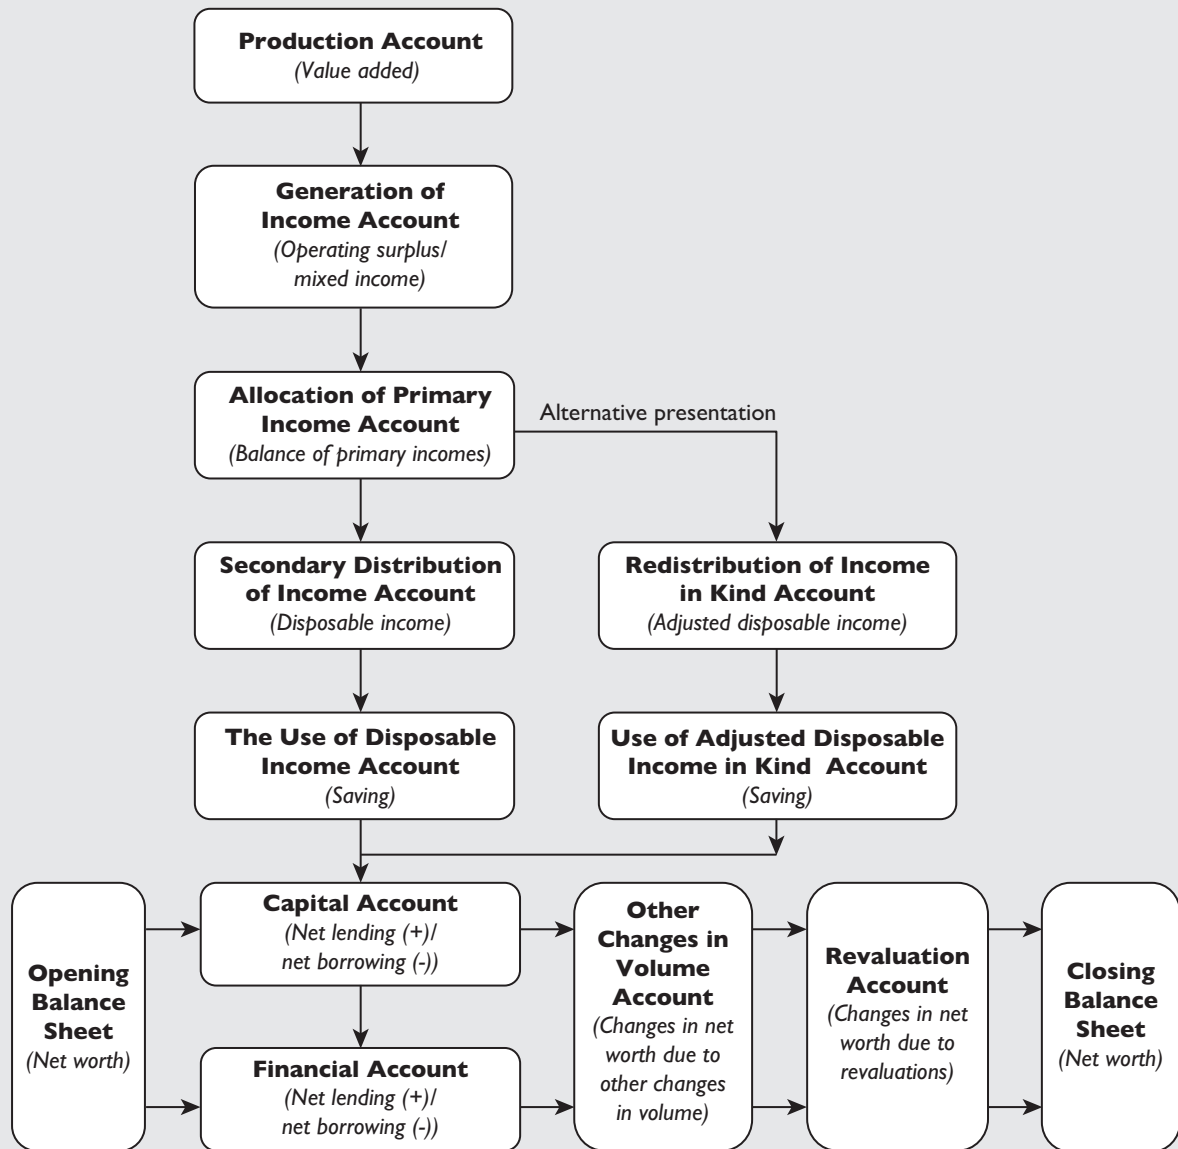 Production Account
(Value added)
Generation of
Income Account
(Operating surplus/
mixed income)
Allocation of Primary
Income Account
(Balance of primary incomes)
Alternative presentation
Secondary Distribution
of Income Account
(Disposable income)
Redistribution of Income
in Kind Account
(Adjusted disposable income)
The Use of Disposable
Income Account
(Saving)
Use of Adjusted Disposable
Income in Kind Account
(Saving)
Opening
Balance
Sheet
(Net worth)
Capital Account
(Net lending (+)/
net borrowing (-))
Financial Account
(Net lending (+)/
net borrowing (-))
Other
Changes in
Volume
Account
(Changes in net
worth due to
other changes
in volume)
Revaluation
Account
(Changes in net
worth due to
revaluations)
Closing
Balance
Sheet
(Net worth)